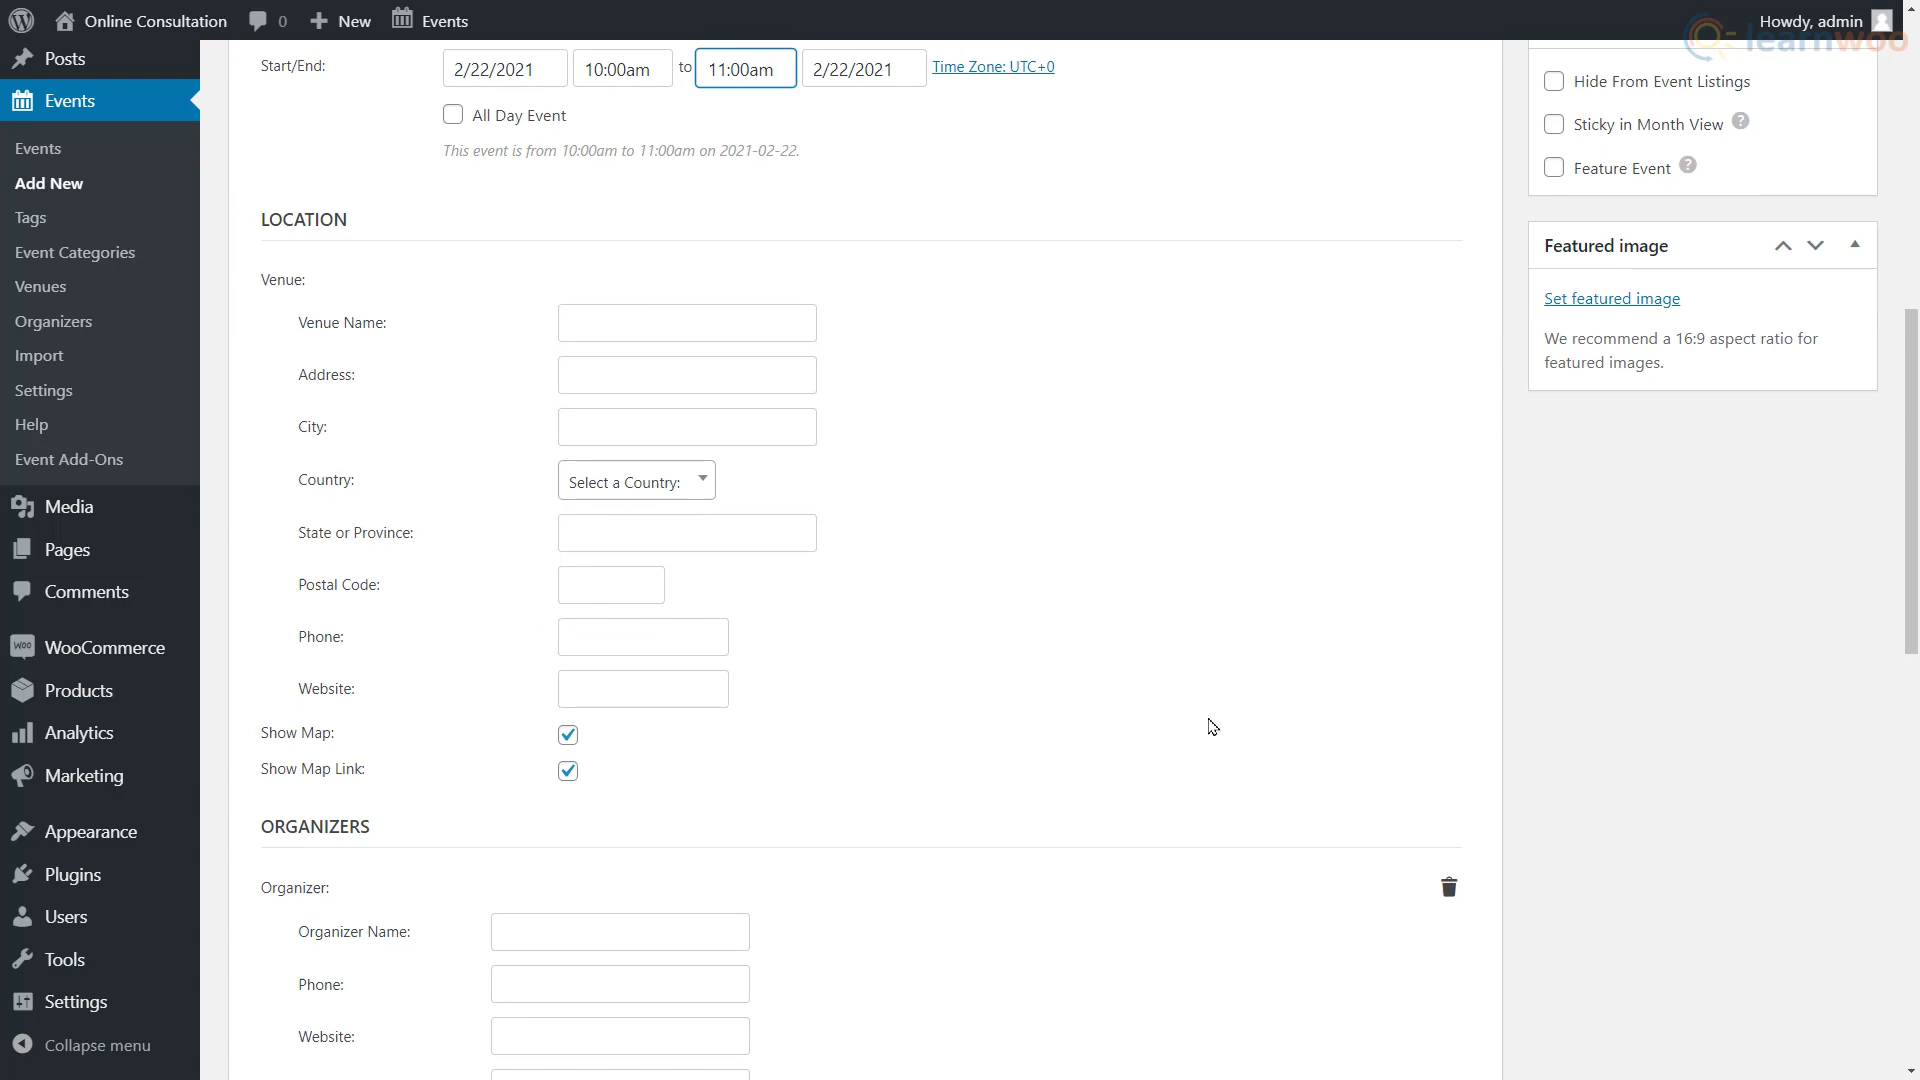 Online Consultation
0
New
Events
Howdy, admin
learnwoo
Posts
Events
Events
Add New
Tags
Event Categories
Venues
Organizers
Import
Settings
Help
Event Add-Ons
Media
Pages
Comments
WOO
WooCommerce
Products
Analytics
Marketing
Appearance
Plugins
Users
Tools
Settings
Collapse menu
Start/End:
2/22/2021
10:00am
to
11:00am
2/22/2021
Time Zone: UTC+0
All Day Event
This event is from 10:00am to 11:00am on 2021-02-22.
LOCATION
Venue:
Venue Name:
Address:
City:
Country:
Select a Country:
State or Province:
Postal Code:
Phone:
Website:
Show Map:
Show Map Link:
ORGANIZERS
Organizer:
Organizer Name:
Phone:
Website:
Hide From Event Listings
Sticky in Month View ?
Feature Event ?
Featured image
Set featured image
We recommend a 16:9 aspect ratio for
featured images.